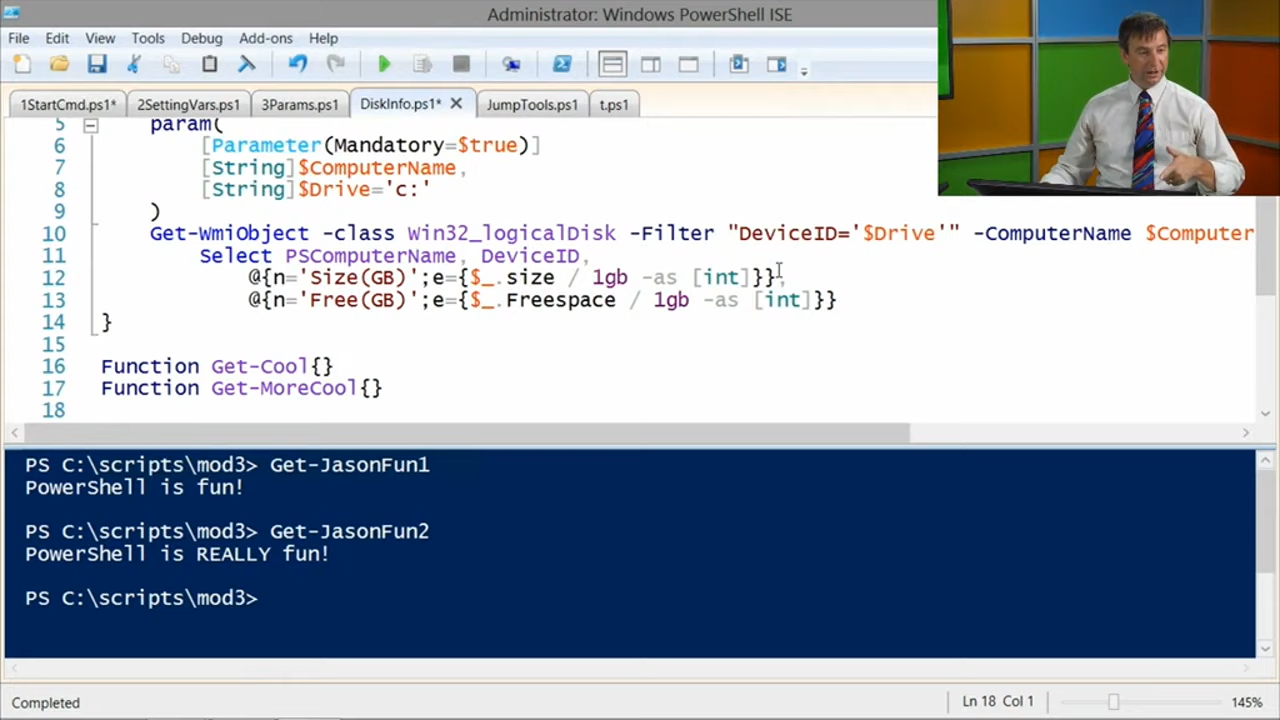 Administrator: Windows PowerShell ISE
File Edit View Tools Debug Add-ons Help
1StartCmd.ps1* 2SettingVars.ps1 3Params.ps1 DiskInfo.ps1* JumpTools.ps1 t.ps1
5 param(
6 [Parameter(Mandatory=$true)]
7 [String]$ComputerName,
8 [String]$Drive='c:'
9 )
10 Get-WmiObject -class Win32_logicalDisk -Filter "DeviceID='$Drive'" -ComputerName $Computer
11 Select PSComputerName, DeviceID,
12 @{n='Size(GB)';e={$_.size / 1gb -as [int]}},
13 @{n='Free(GB)';e={$_.Freespace / 1gb -as [int]}}
14 }
15
16 Function Get-Cool{}
17 Function Get-MoreCool{}
18
PS C:\scripts\mod3> Get-JasonFun1
PowerShell is fun!
PS C:\scripts\mod3> Get-JasonFun2
PowerShell is REALLY fun!
PS C:\scripts\mod3>
Completed Ln 18 Col 1 145%